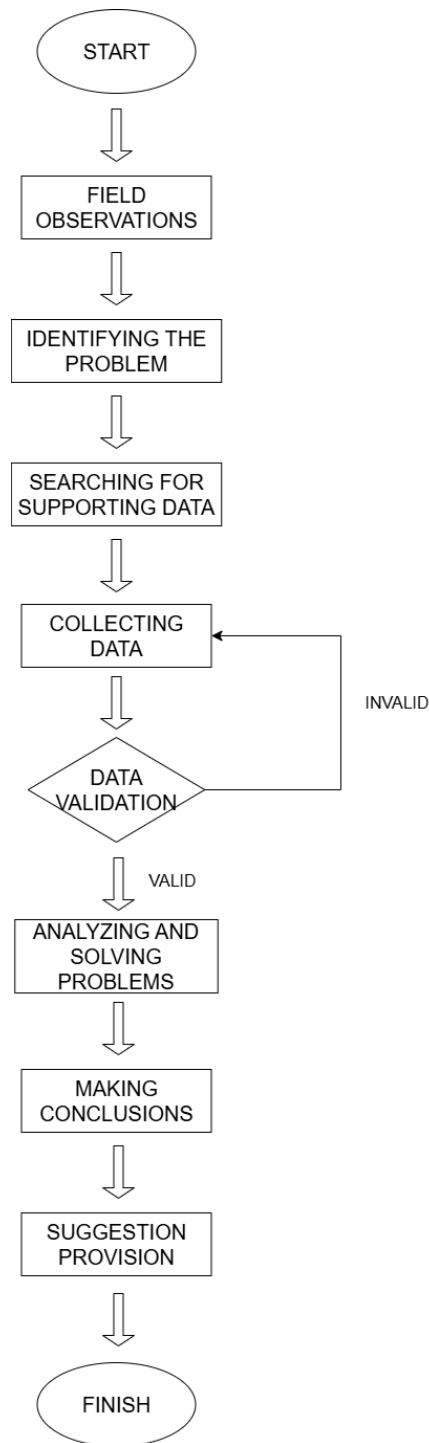 START
FIELD
OBSERVATIONS
IDENTIFYING THE
PROBLEM
SEARCHING FOR
SUPPORTING DATA
COLLECTING
DATA
INVALID
DATA
VALIDATION
VALID
ANALYZING AND
SOLVING
PROBLEMS
MAKING
CONCLUSIONS
SUGGESTION
PROVISION
FINISH